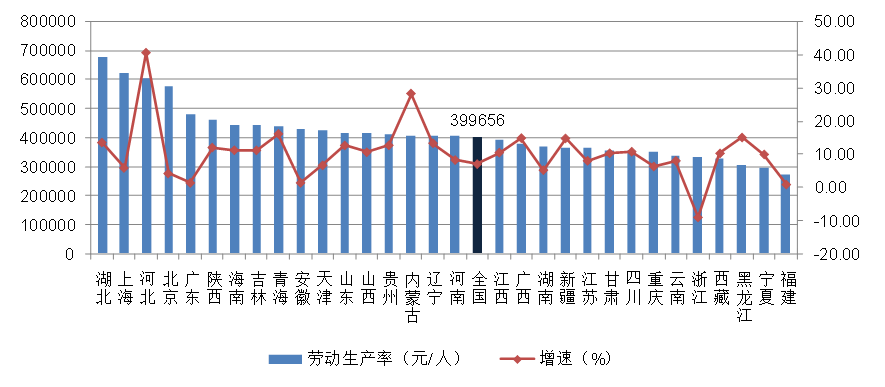 800000
700000
600000
500000
400000
300000
200000
100000
0
50.00
40.00
30.00
20.00
10.00
0.00
-10.00
-20.00
399656
湖北
上海
河北
北京
广东
陕西
海南
吉林
青海
安徽
天津
山东
山西
贵州
内蒙古
辽宁
河南
全国
江西
广西
湖南
新疆
江苏
甘肃
四川
重庆
云南
浙江
西藏
黑龙江
宁夏
福建
劳动生产率（元/人）
增速（%）